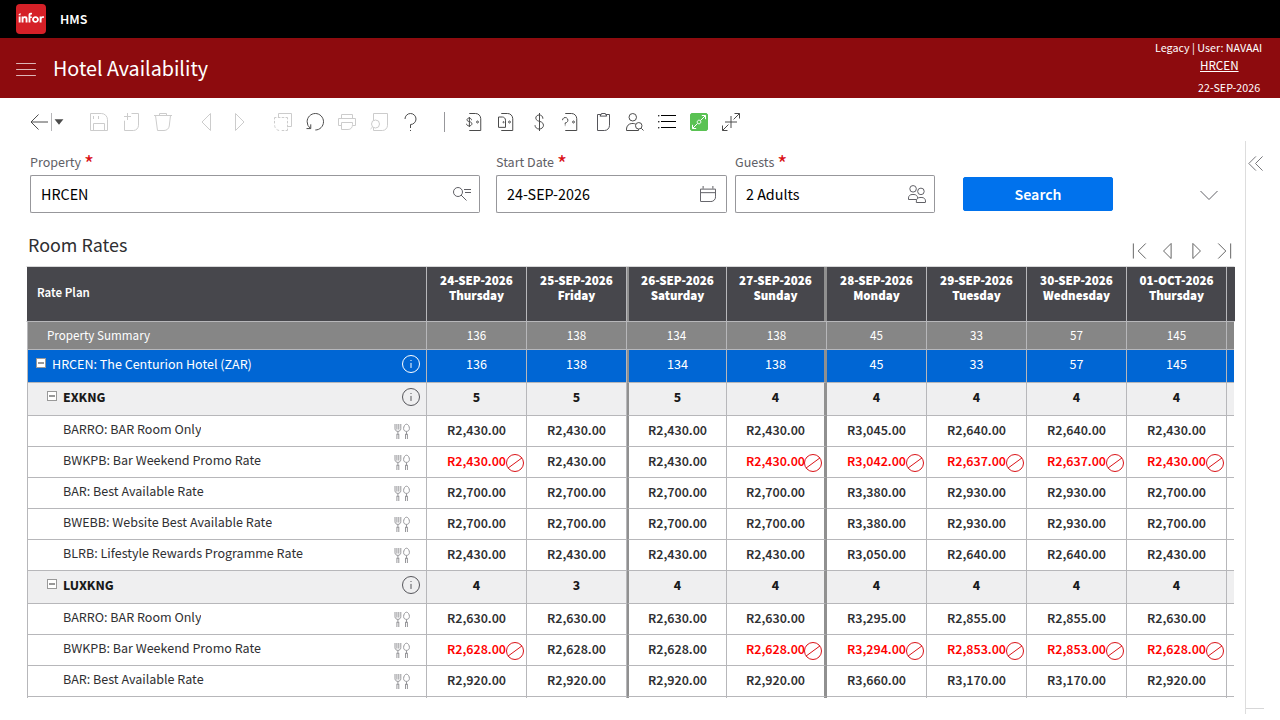 infor HMS
Legacy | User: NAVAAI
Hotel Availability
HRCEN
22-SEP-2026
Property * Start Date * Guests *
HRCEN 24-SEP-2026 2 Adults Search
Room Rates
Rate Plan 24-SEP-2026 Thursday 25-SEP-2026 Friday 26-SEP-2026 Saturday 27-SEP-2026 Sunday 28-SEP-2026 Monday 29-SEP-2026 Tuesday 30-SEP-2026 Wednesday 01-OCT-2026 Thursday
Property Summary 136 138 134 138 45 33 57 145
HRCEN: The Centurion Hotel (ZAR) 136 138 134 138 45 33 57 145
EXKNG 5 5 5 4 4 4 4 4
BARRO: BAR Room Only R2,430.00 R2,430.00 R2,430.00 R2,430.00 R3,045.00 R2,640.00 R2,640.00 R2,430.00
BWKPB: Bar Weekend Promo Rate R2,430.00 R2,430.00 R2,430.00 R2,430.00 R3,042.00 R2,637.00 R2,637.00 R2,430.00
BAR: Best Available Rate R2,700.00 R2,700.00 R2,700.00 R2,700.00 R3,380.00 R2,930.00 R2,930.00 R2,700.00
BWEBB: Website Best Available Rate R2,700.00 R2,700.00 R2,700.00 R2,700.00 R3,380.00 R2,930.00 R2,930.00 R2,700.00
BLRB: Lifestyle Rewards Programme Rate R2,430.00 R2,430.00 R2,430.00 R2,430.00 R3,050.00 R2,640.00 R2,640.00 R2,430.00
LUXKNG 4 3 4 4 4 4 4 4
BARRO: BAR Room Only R2,630.00 R2,630.00 R2,630.00 R2,630.00 R3,295.00 R2,855.00 R2,855.00 R2,630.00
BWKPB: Bar Weekend Promo Rate R2,628.00 R2,628.00 R2,628.00 R2,628.00 R3,294.00 R2,853.00 R2,853.00 R2,628.00
BAR: Best Available Rate R2,920.00 R2,920.00 R2,920.00 R2,920.00 R3,660.00 R3,170.00 R3,170.00 R2,920.00